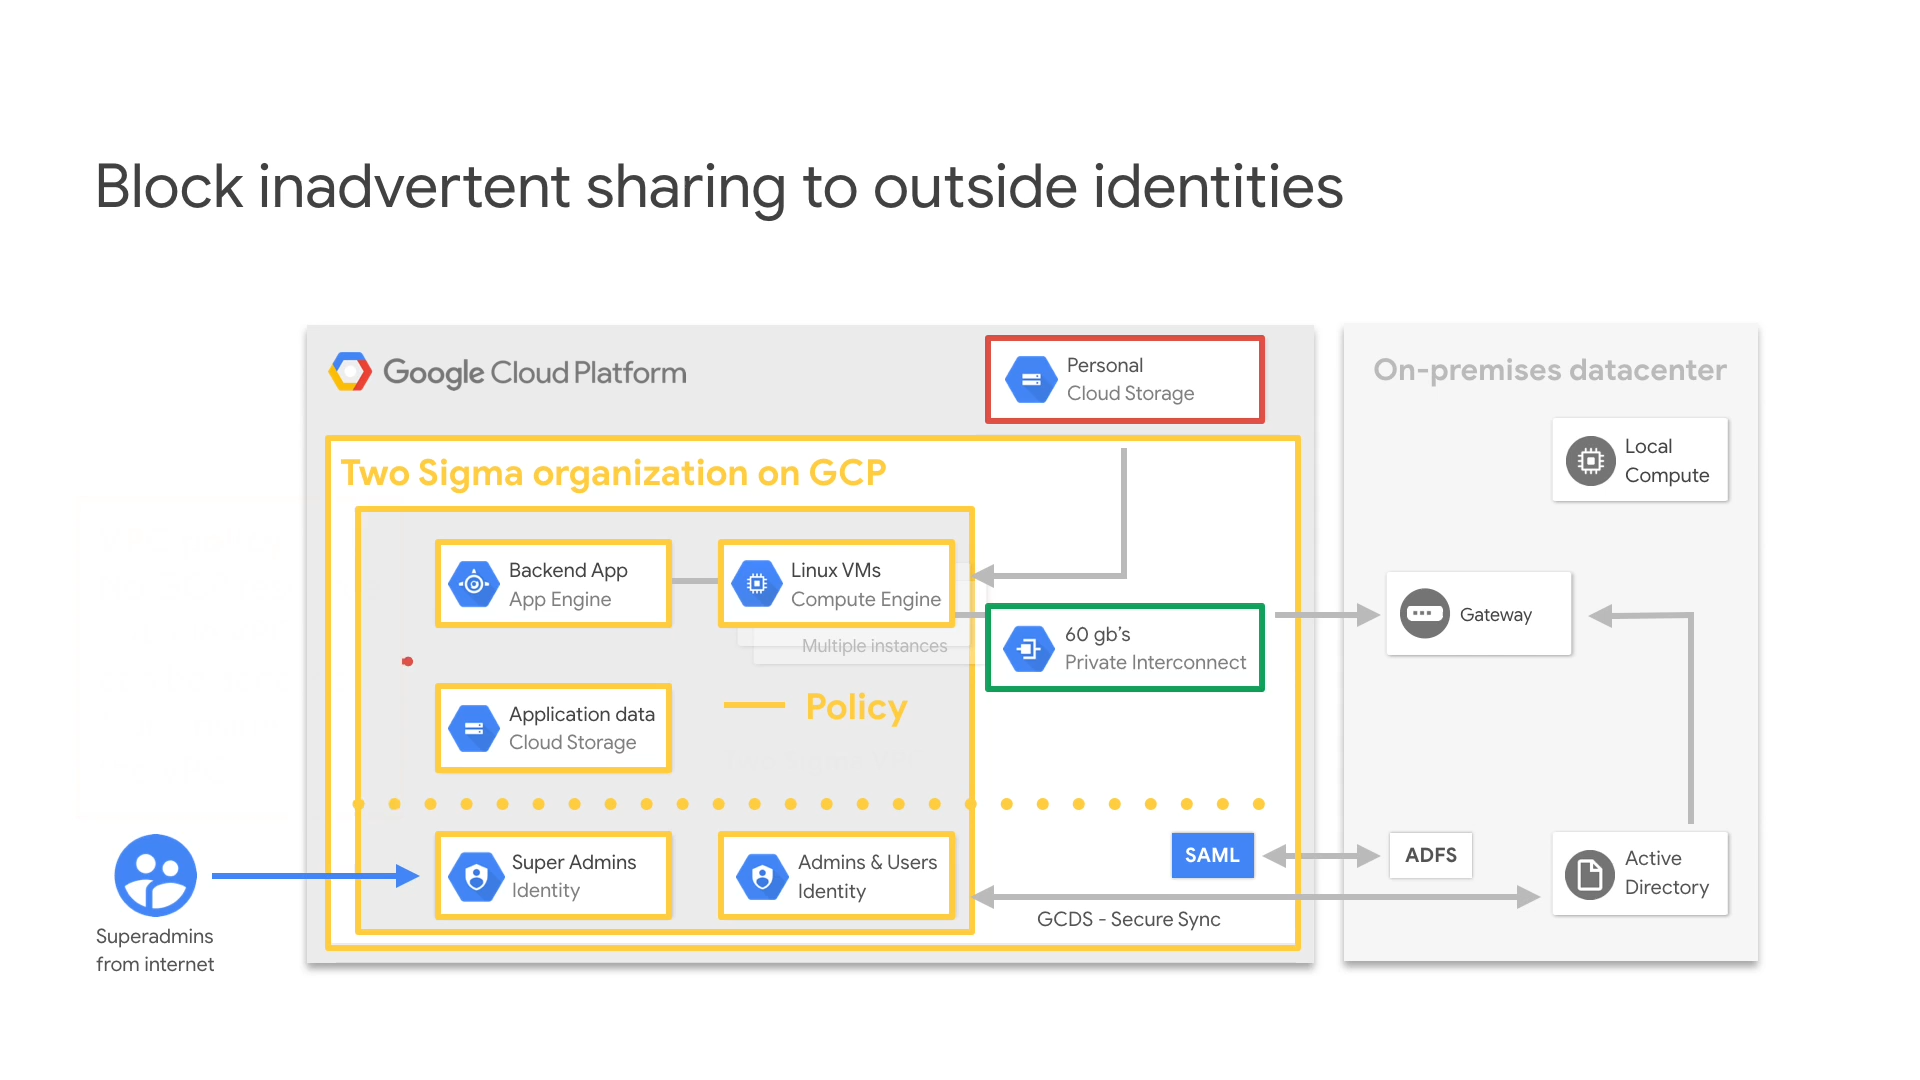 Block inadvertent sharing to outside identities
Google Cloud Platform
Personal
Cloud Storage
On-premises datacenter
Local
Compute
Two Sigma organization on GCP
Backend App
App Engine
Linux VMs
Compute Engine
Multiple instances
60 gb's
Private Interconnect
Gateway
Application data
Cloud Storage
Policy
Super Admins
Identity
Admins & Users
Identity
SAML
ADFS
Active
Directory
GCDS - Secure Sync
Superadmins
from internet